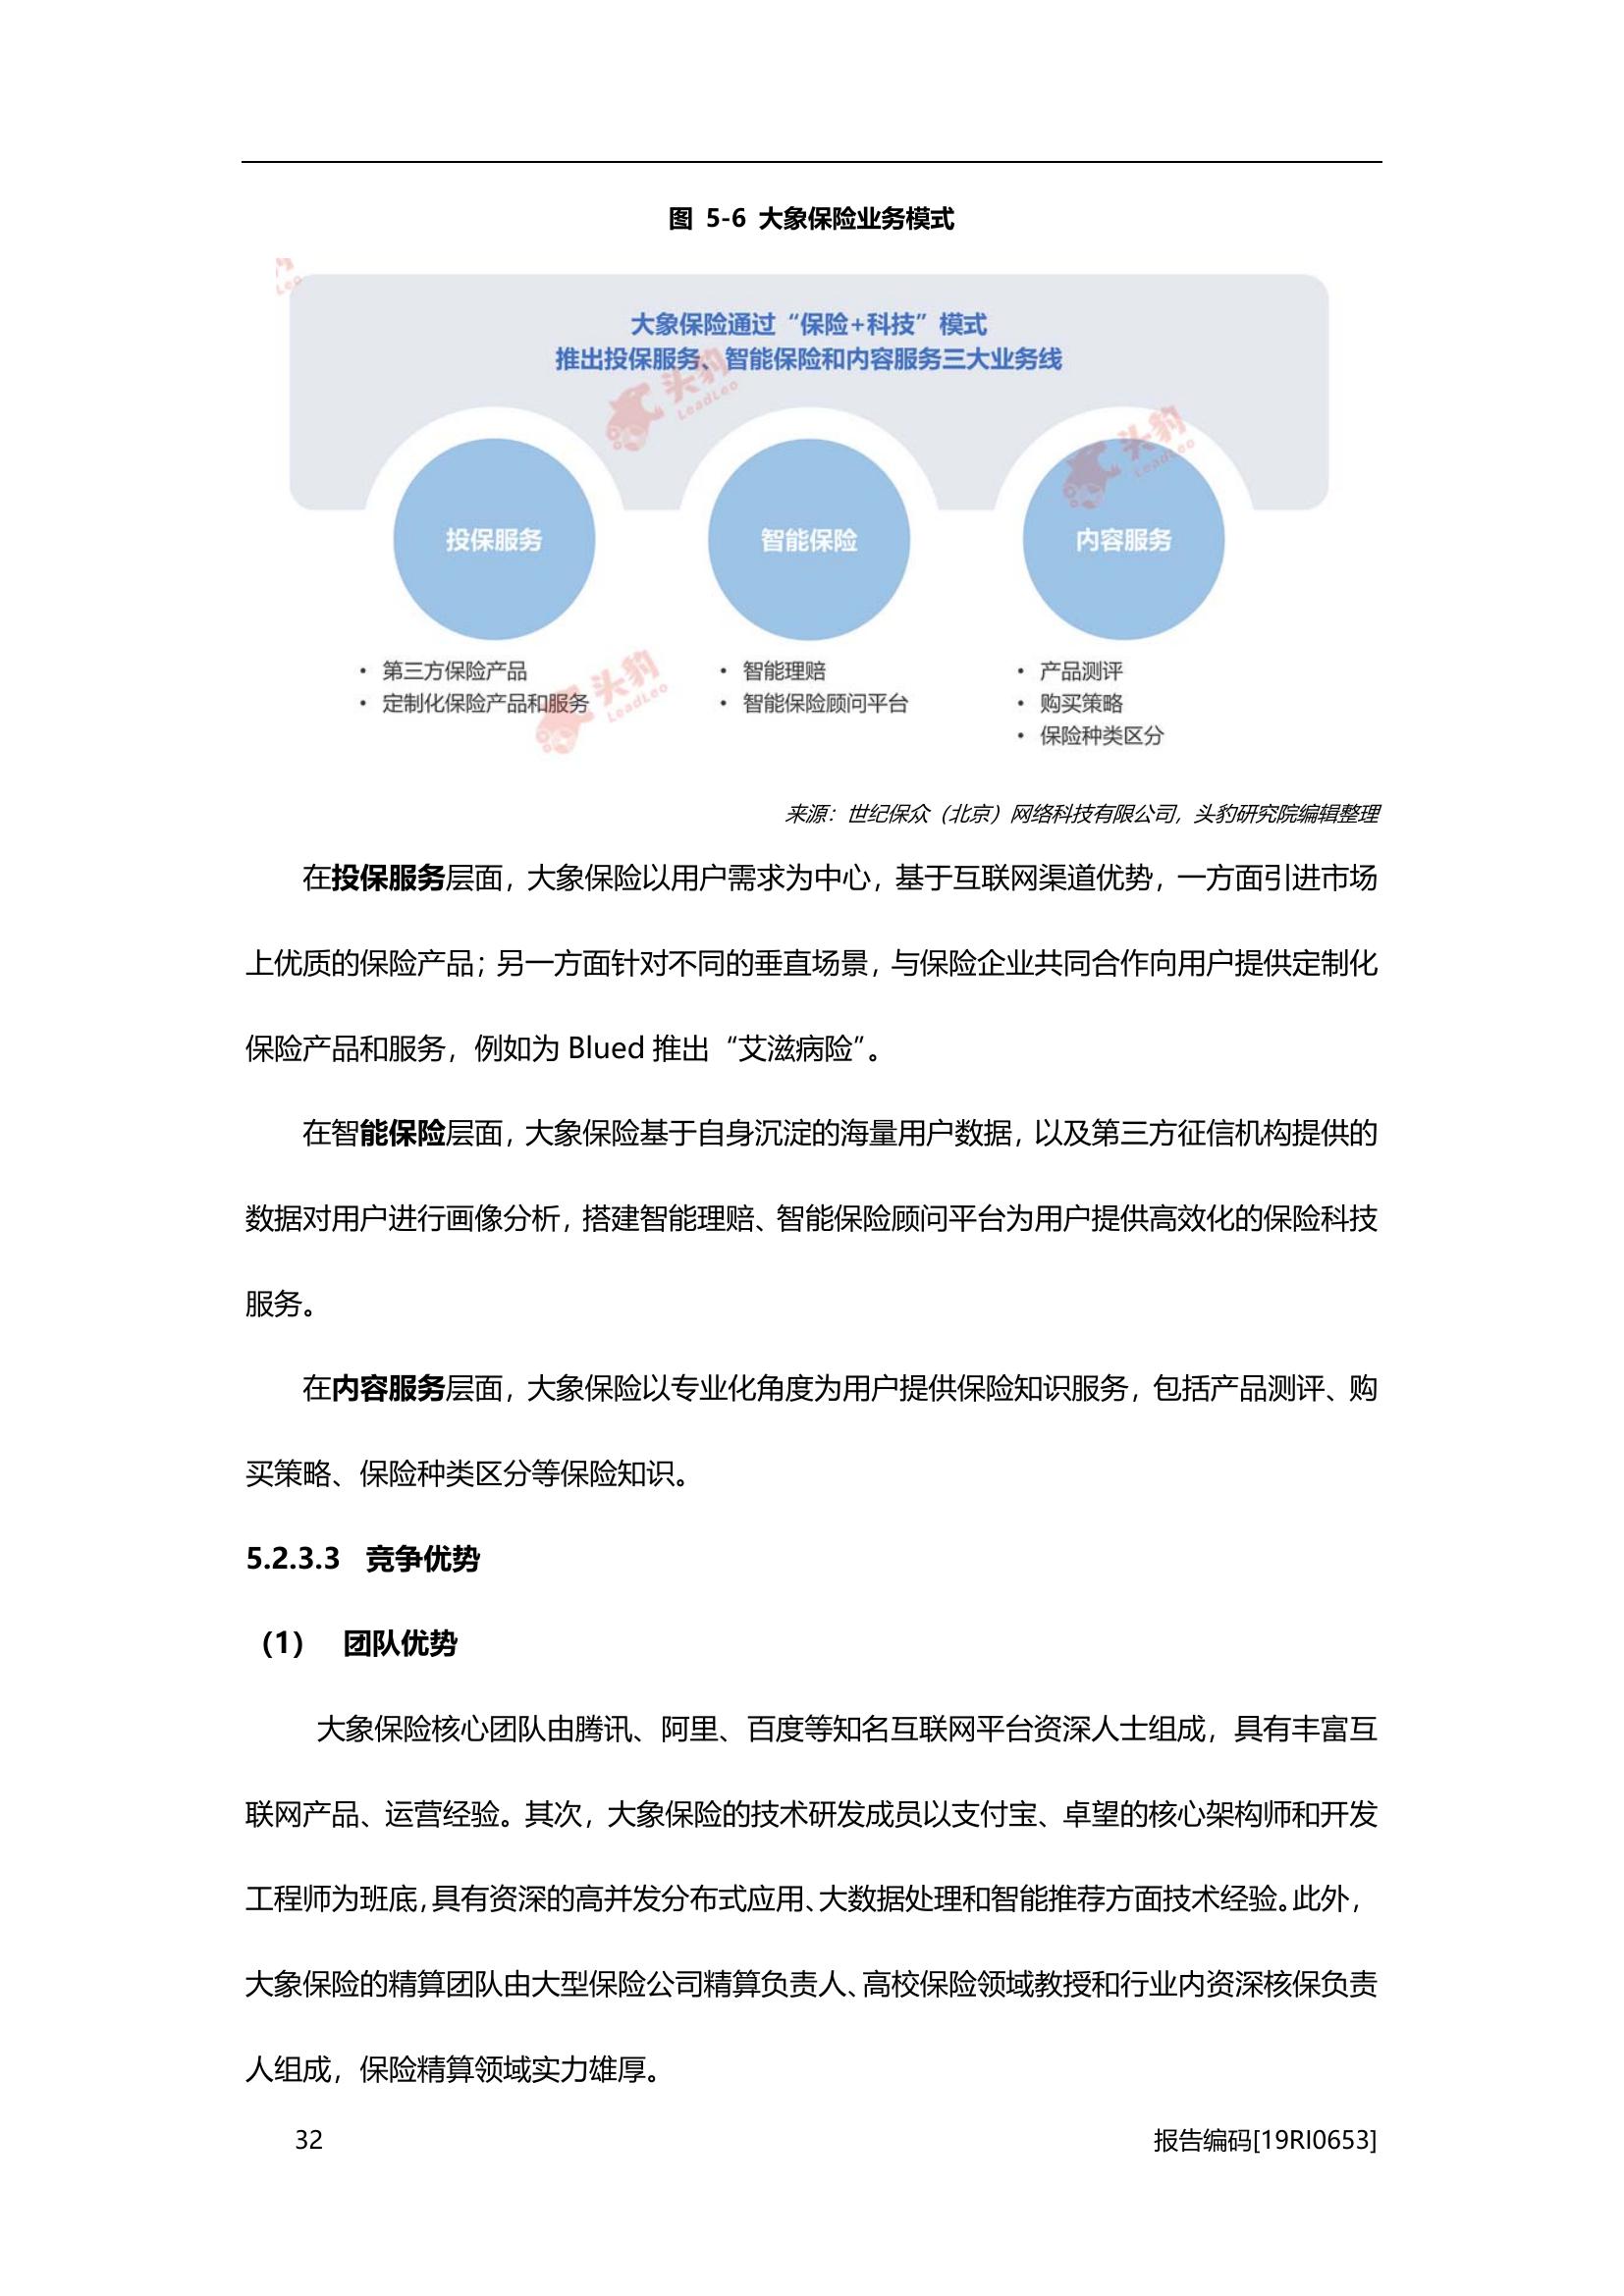 图 5-6 大象保险业务模式
大象保险通过“保险+科技”模式
推出投保服务、智能保险和内容服务三大业务线
头豹
LeadLeo
头豹
LeadLeo
投保服务
智能保险
内容服务
• 第三方保险产品
• 定制化保险产品和服务
头豹
LeadLeo
• 智能理赔
• 智能保险顾问平台
• 产品测评
• 购买策略
• 保险种类区分
来源：世纪保众（北京）网络科技有限公司，头豹研究院编辑整理
在投保服务层面，大象保险以用户需求为中心，基于互联网渠道优势，一方面引进市场
上优质的保险产品；另一方面针对不同的垂直场景，与保险企业共同合作向用户提供定制化
保险产品和服务，例如为 Blued 推出“艾滋病险”。
在智能保险层面，大象保险基于自身沉淀的海量用户数据，以及第三方征信机构提供的
数据对用户进行画像分析，搭建智能理赔、智能保险顾问平台为用户提供高效化的保险科技
服务。
在内容服务层面，大象保险以专业化角度为用户提供保险知识服务，包括产品测评、购
买策略、保险种类区分等保险知识。
5.2.3.3 竞争优势
（1） 团队优势
大象保险核心团队由腾讯、阿里、百度等知名互联网平台资深人士组成，具有丰富互
联网产品、运营经验。其次，大象保险的技术研发成员以支付宝、卓望的核心架构师和开发
工程师为班底，具有资深的高并发分布式应用、大数据处理和智能推荐方面技术经验。此外，
大象保险的精算团队由大型保险公司精算负责人、高校保险领域教授和行业内资深核保负责
人组成，保险精算领域实力雄厚。
32
报告编码[19RI0653]